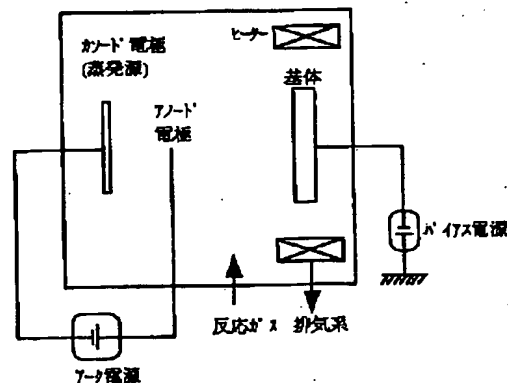 ヒーター
カソード電極
(蒸発源)
アノード
電極
基体
バイアス電源
反応ガス 排気系
アーク電源